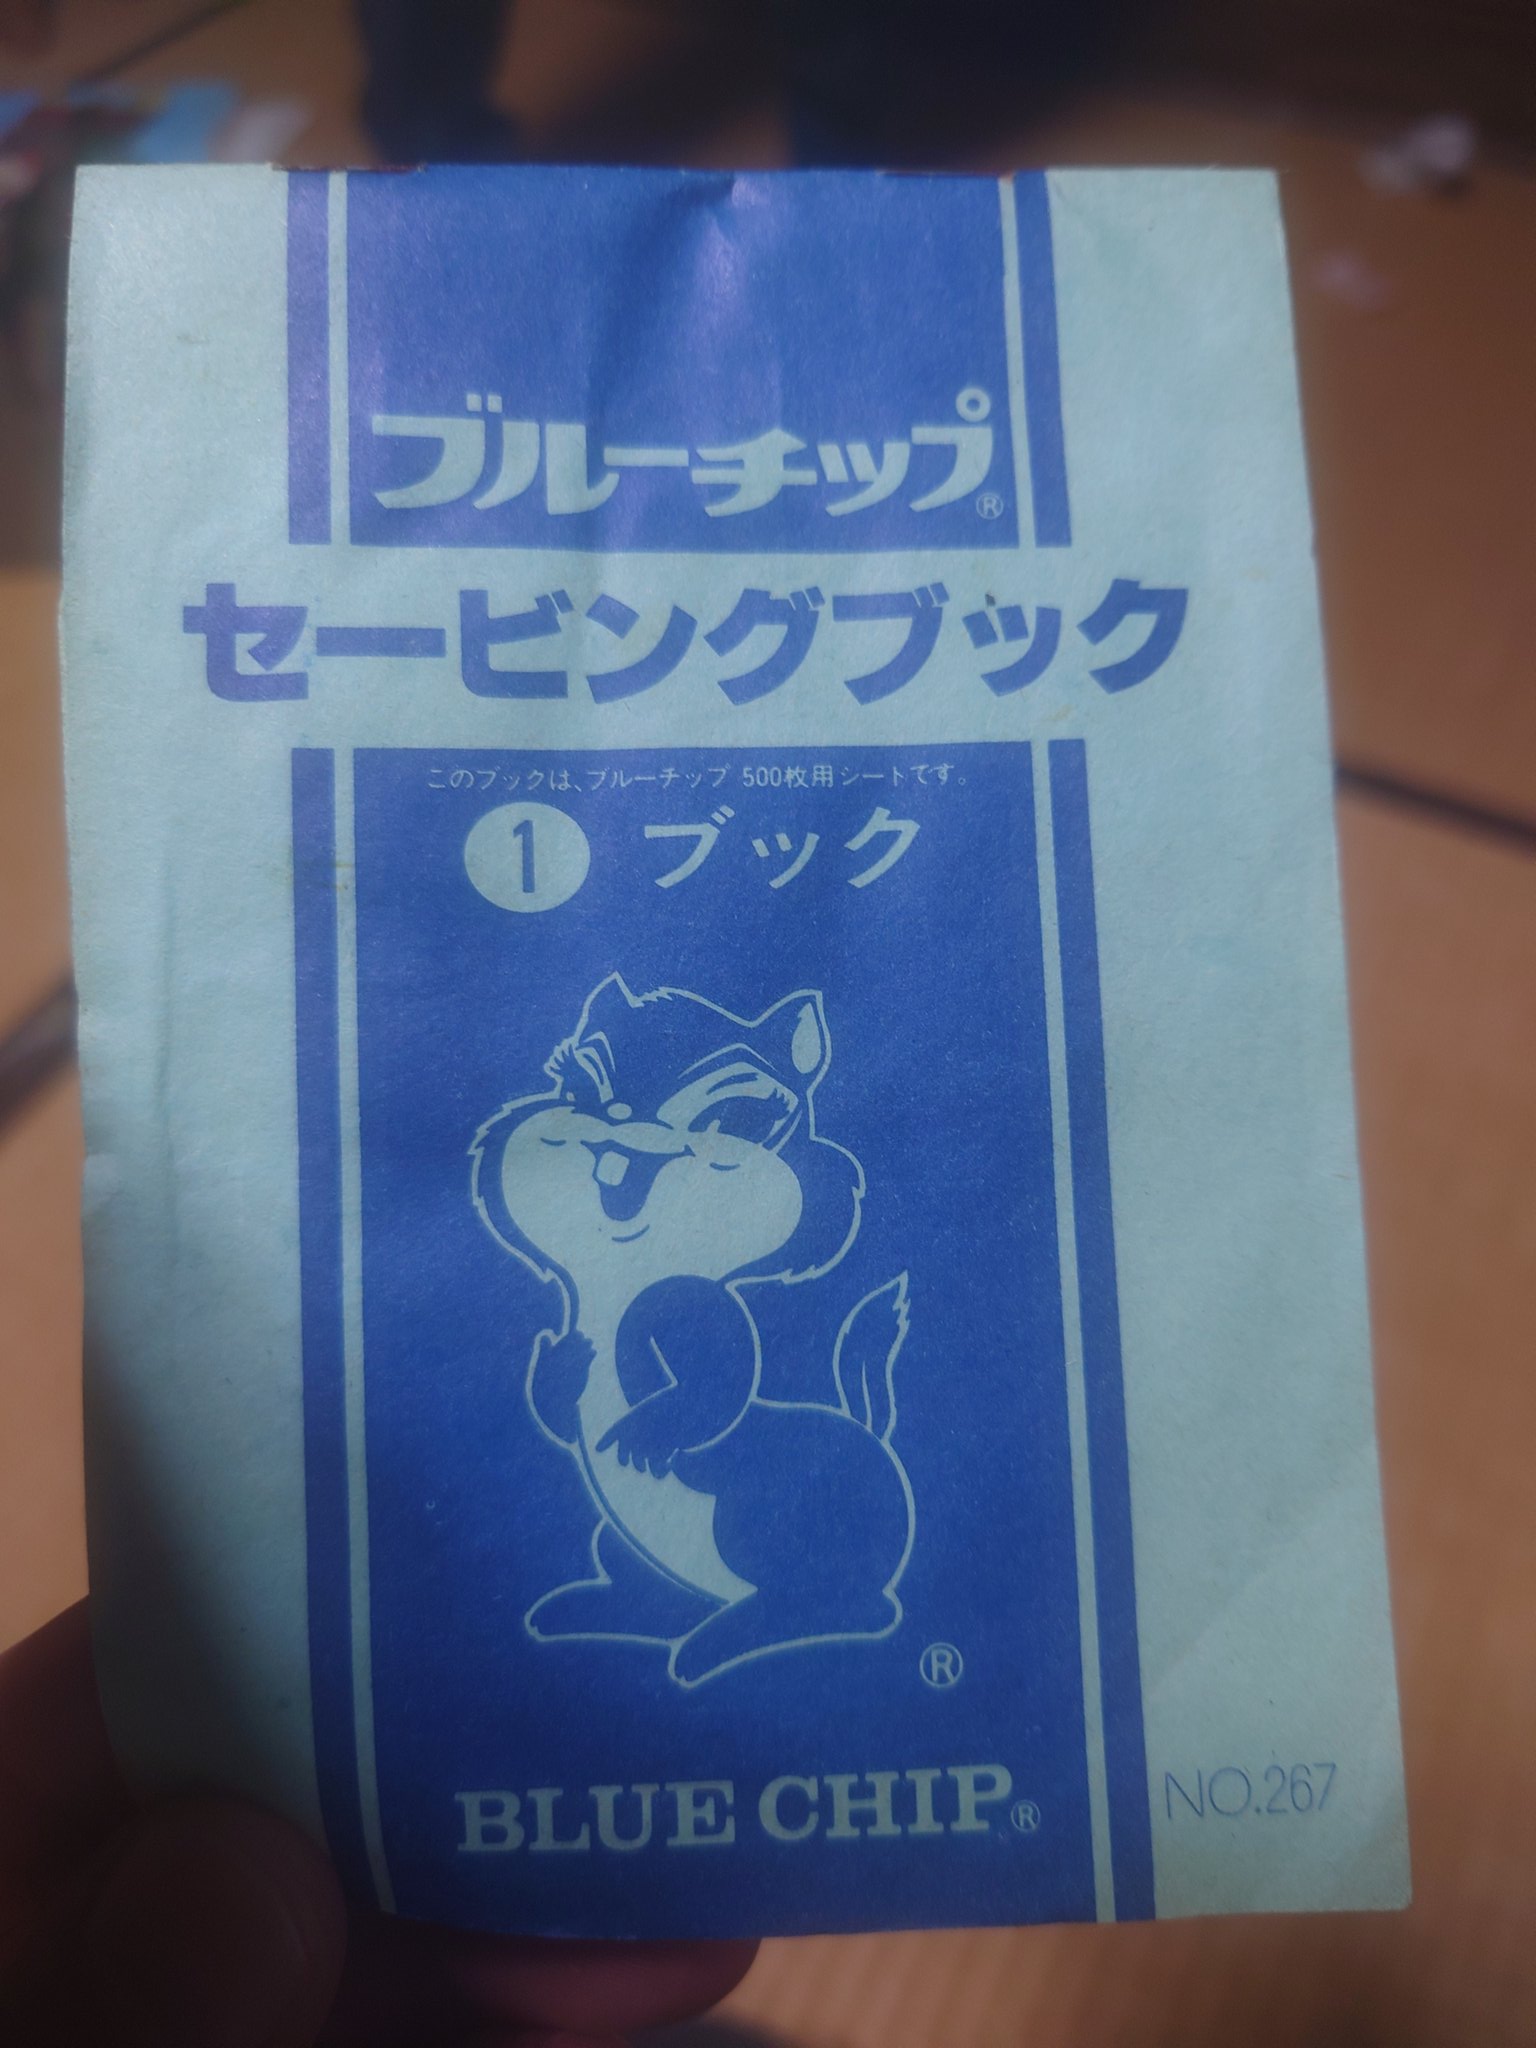 ブルーチップ®
セービングブック
このブックは、ブルーチップ 500枚用シートです。
1 ブック
®
BLUE CHIP®
NO.267